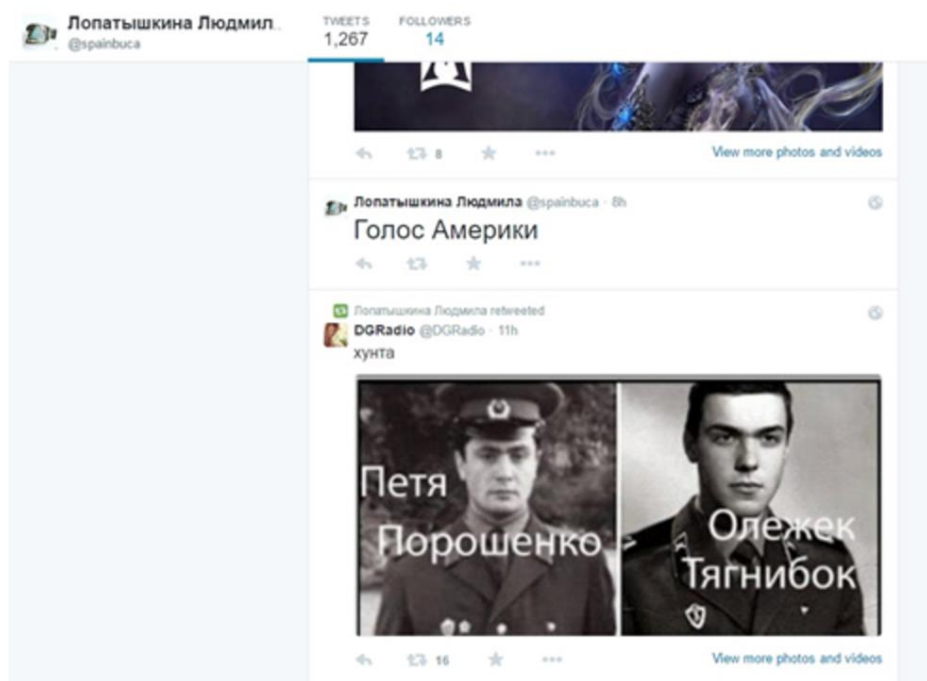 Лопатышкина Людмил..
@spainbuca
TWEETS
1,267
FOLLOWERS
14
8
View more photos and videos
Лопатышкина Людмила @spainbuca · 8h
Голос Америки
Лопатышкина Людмила retweeted
DGRadio @DGRadio · 11h
хунта
Петя
Порошенко
Олежек
Тягнибок
16
View more photos and videos